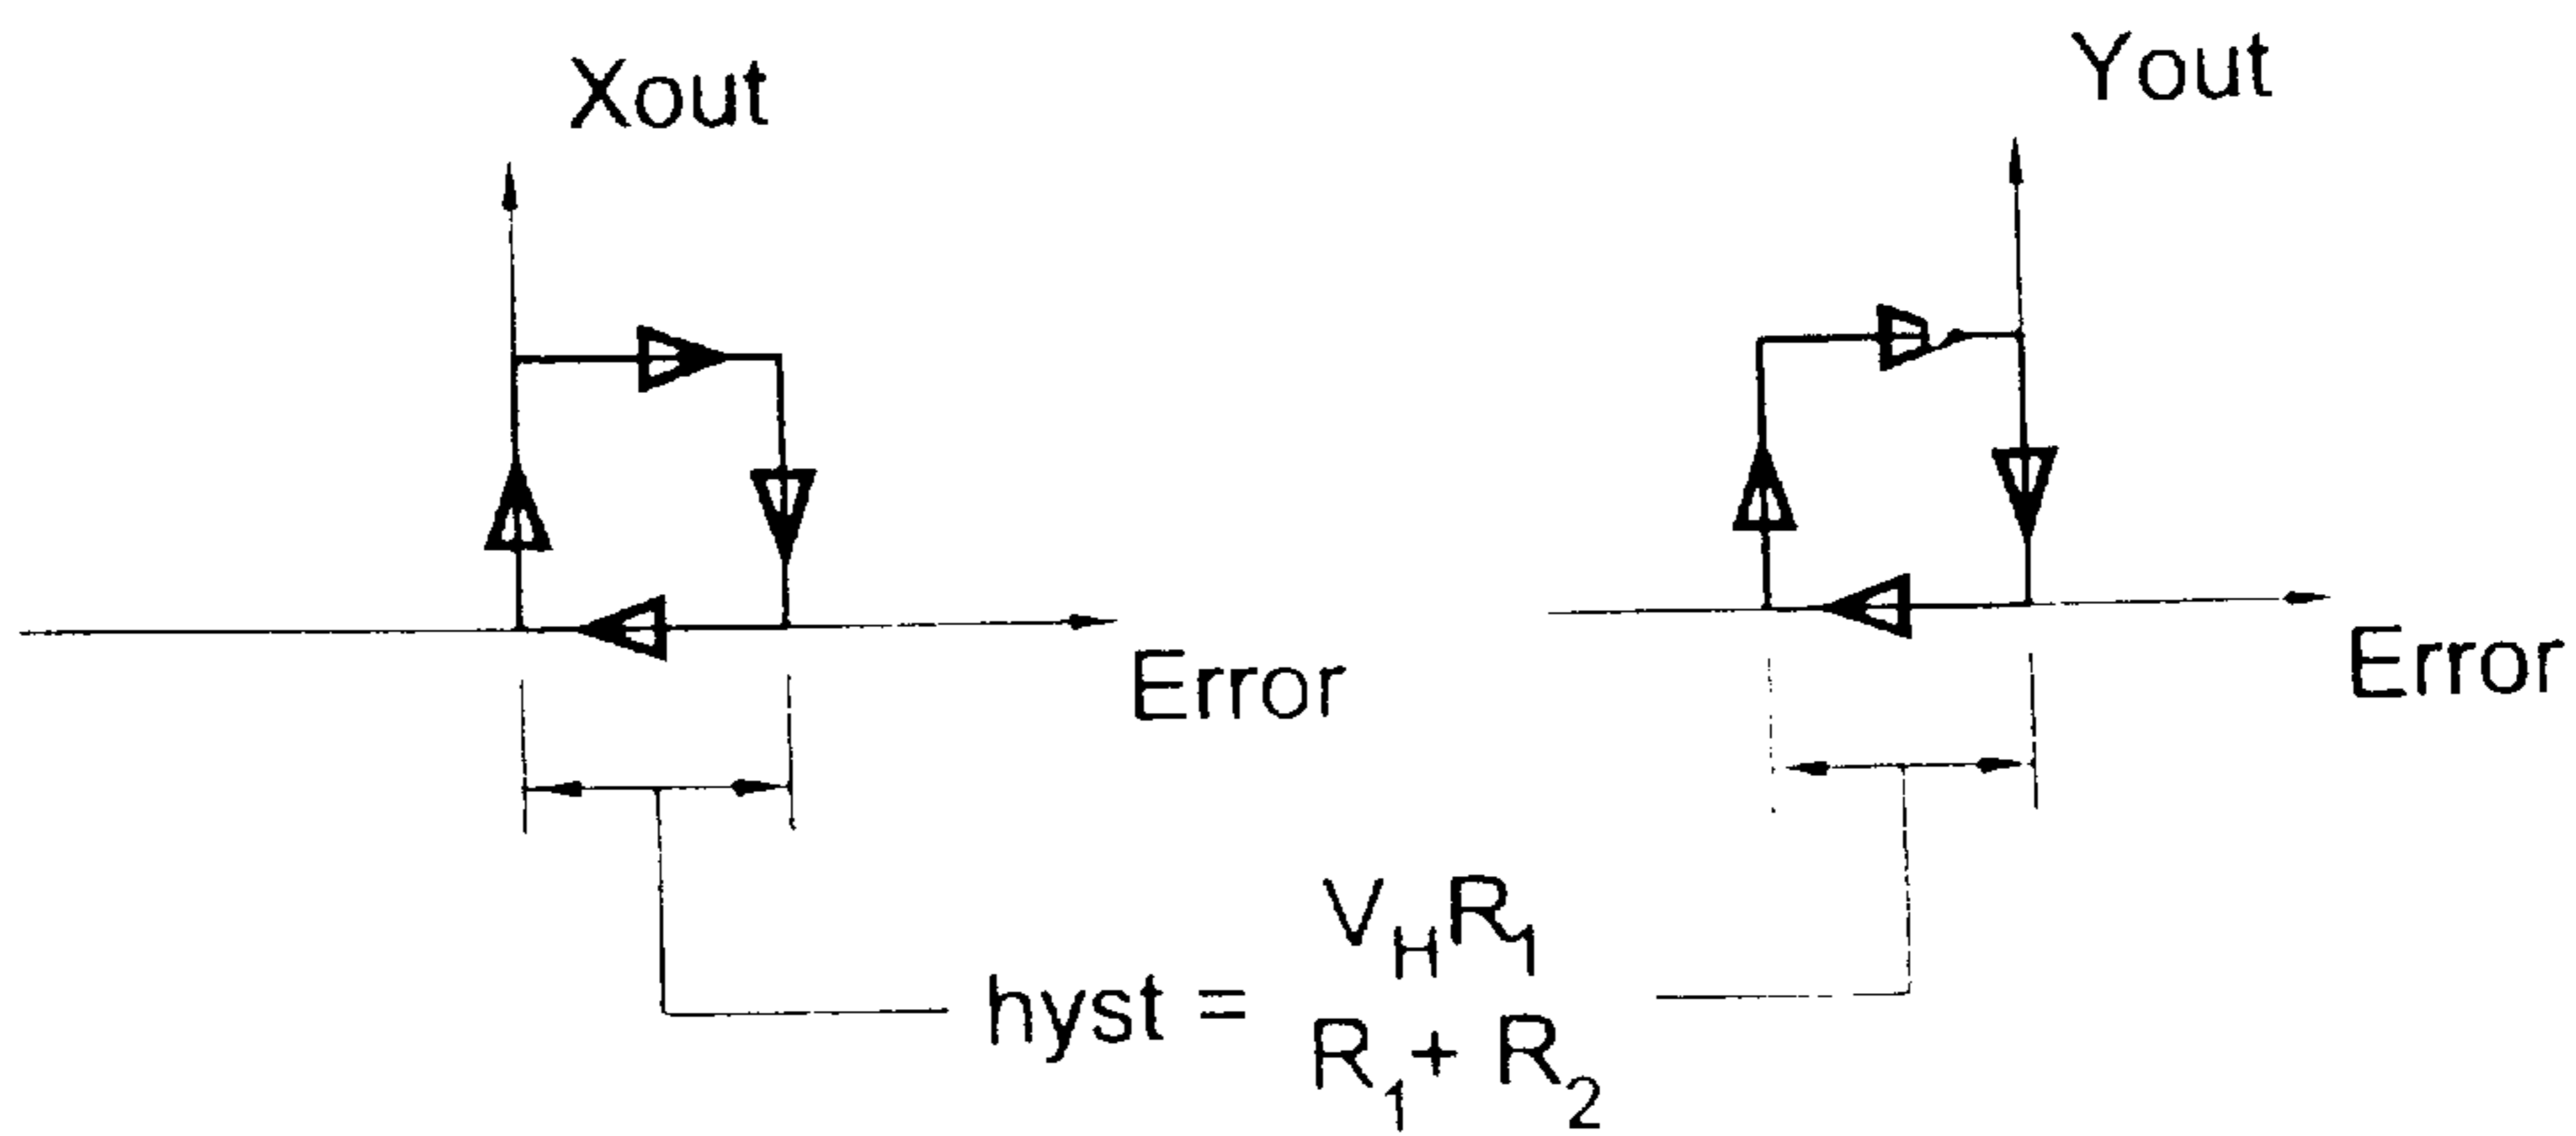 Xout
Yout
Error
Error
V_H R_1
hyst =
R_1 + R_2